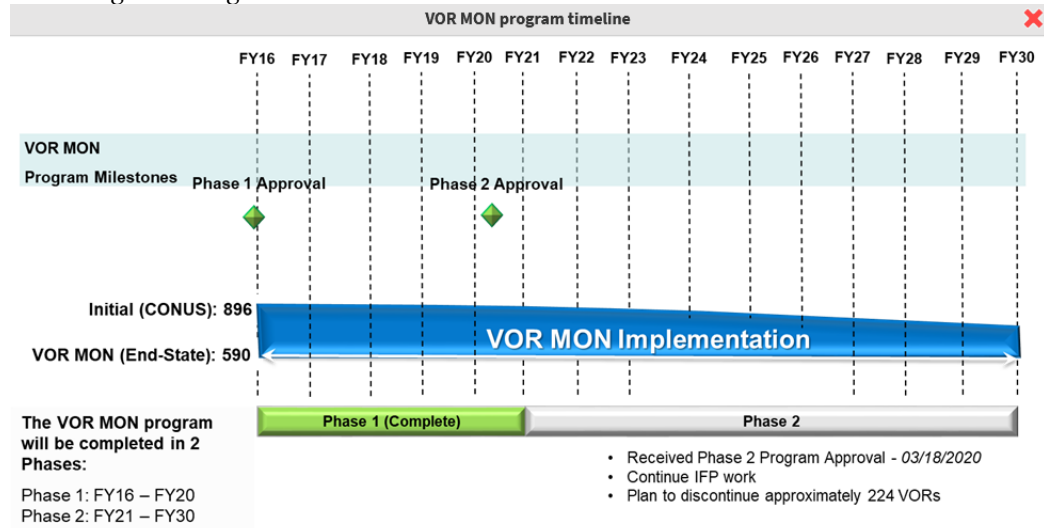 VOR MON program timeline
FY16 FY17 FY18 FY19 FY20 FY21 FY22 FY23 FY24 FY25 FY26 FY27 FY28 FY29 FY30
VOR MON
Program Milestones
Phase 1 Approval
Phase 2 Approval
Initial (CONUS): 896
VOR MON Implementation
VOR MON (End-State): 590
The VOR MON program
will be completed in 2
Phases:
Phase 1: FY16 – FY20
Phase 2: FY21 – FY30
Phase 1 (Complete)
Phase 2
• Received Phase 2 Program Approval - 03/18/2020
• Continue IFP work
• Plan to discontinue approximately 224 VORs